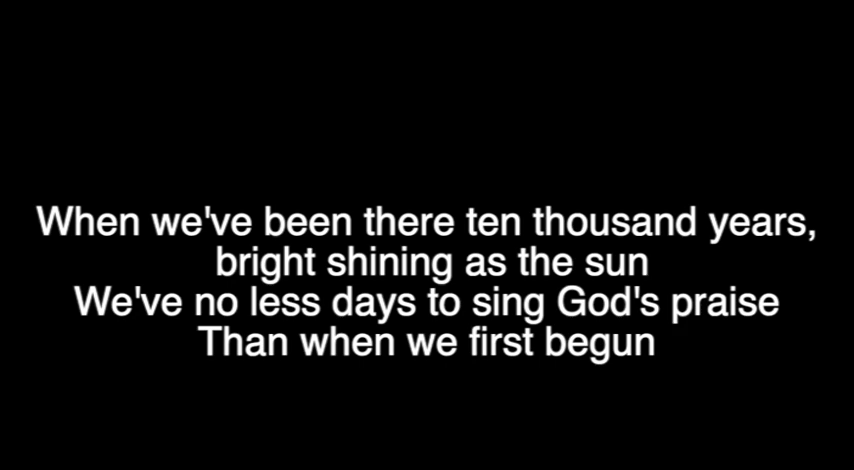 When we've been there ten thousand years,
bright shining as the sun
We've no less days to sing God's praise
Than when we first begun